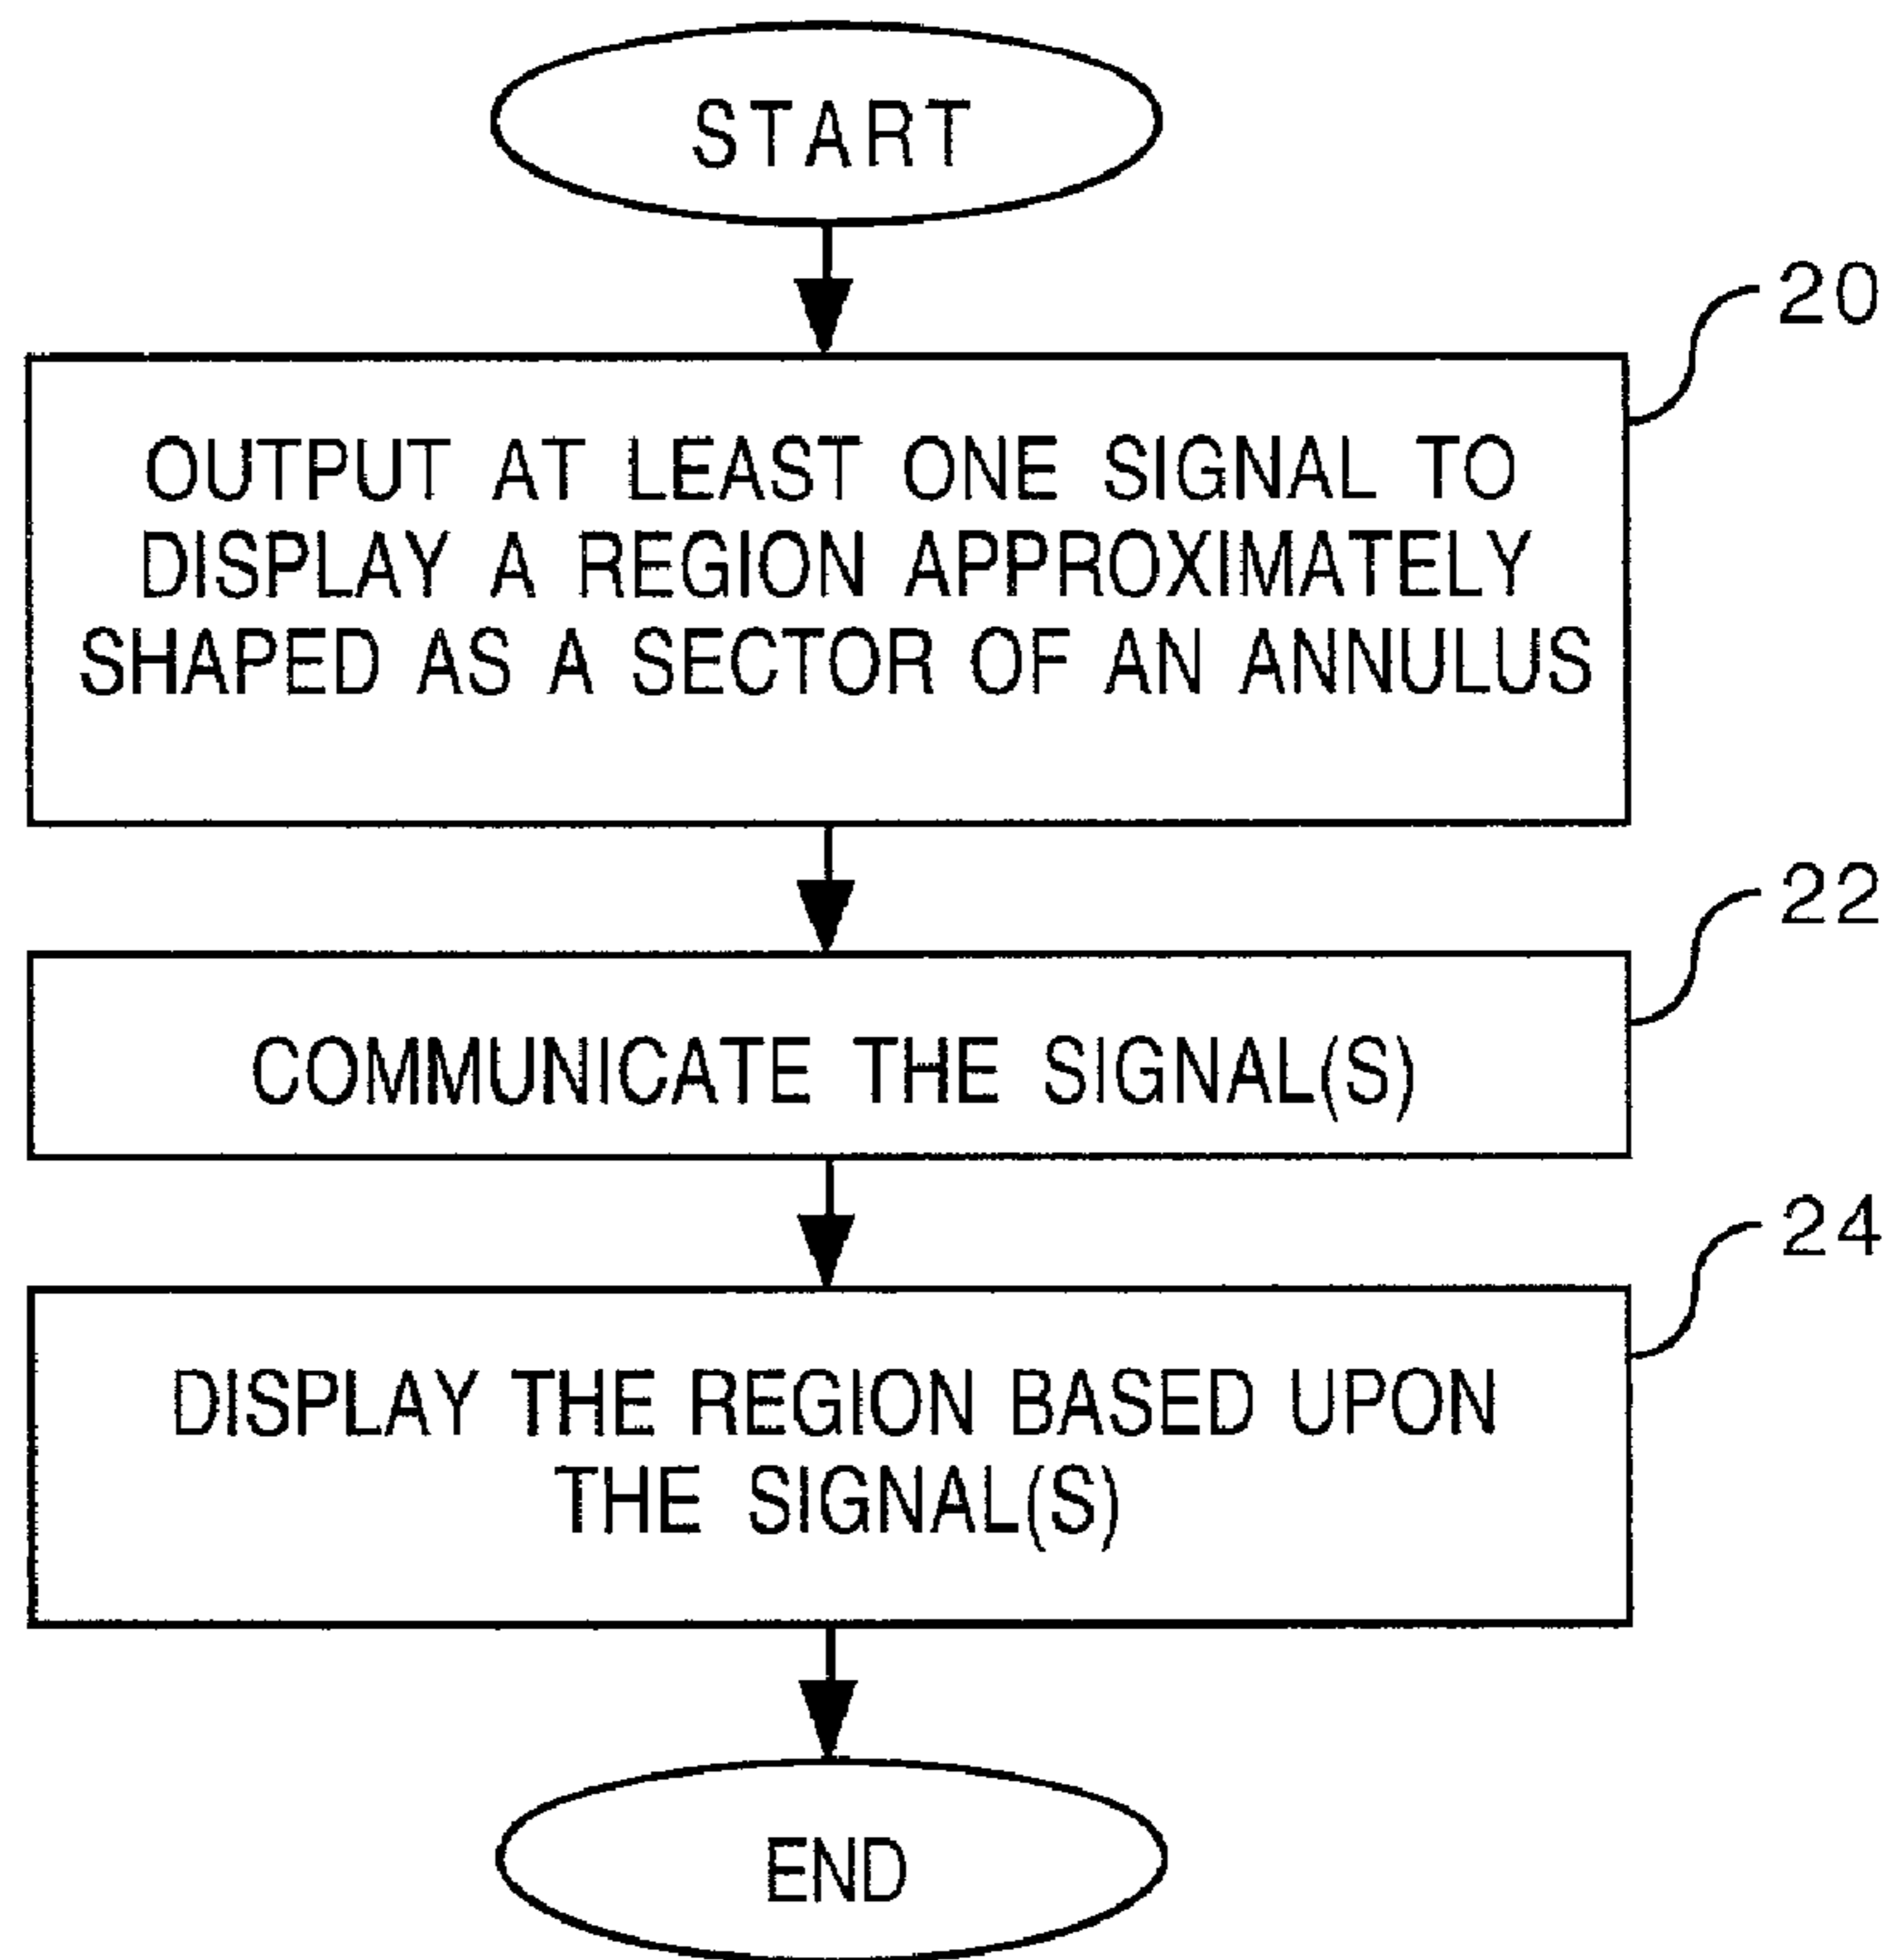 START
20
OUTPUT AT LEAST ONE SIGNAL TO
DISPLAY A REGION APPROXIMATELY
SHAPED AS A SECTOR OF AN ANNULUS
22
COMMUNICATE THE SIGNAL(S)
24
DISPLAY THE REGION BASED UPON
THE SIGNAL(S)
END